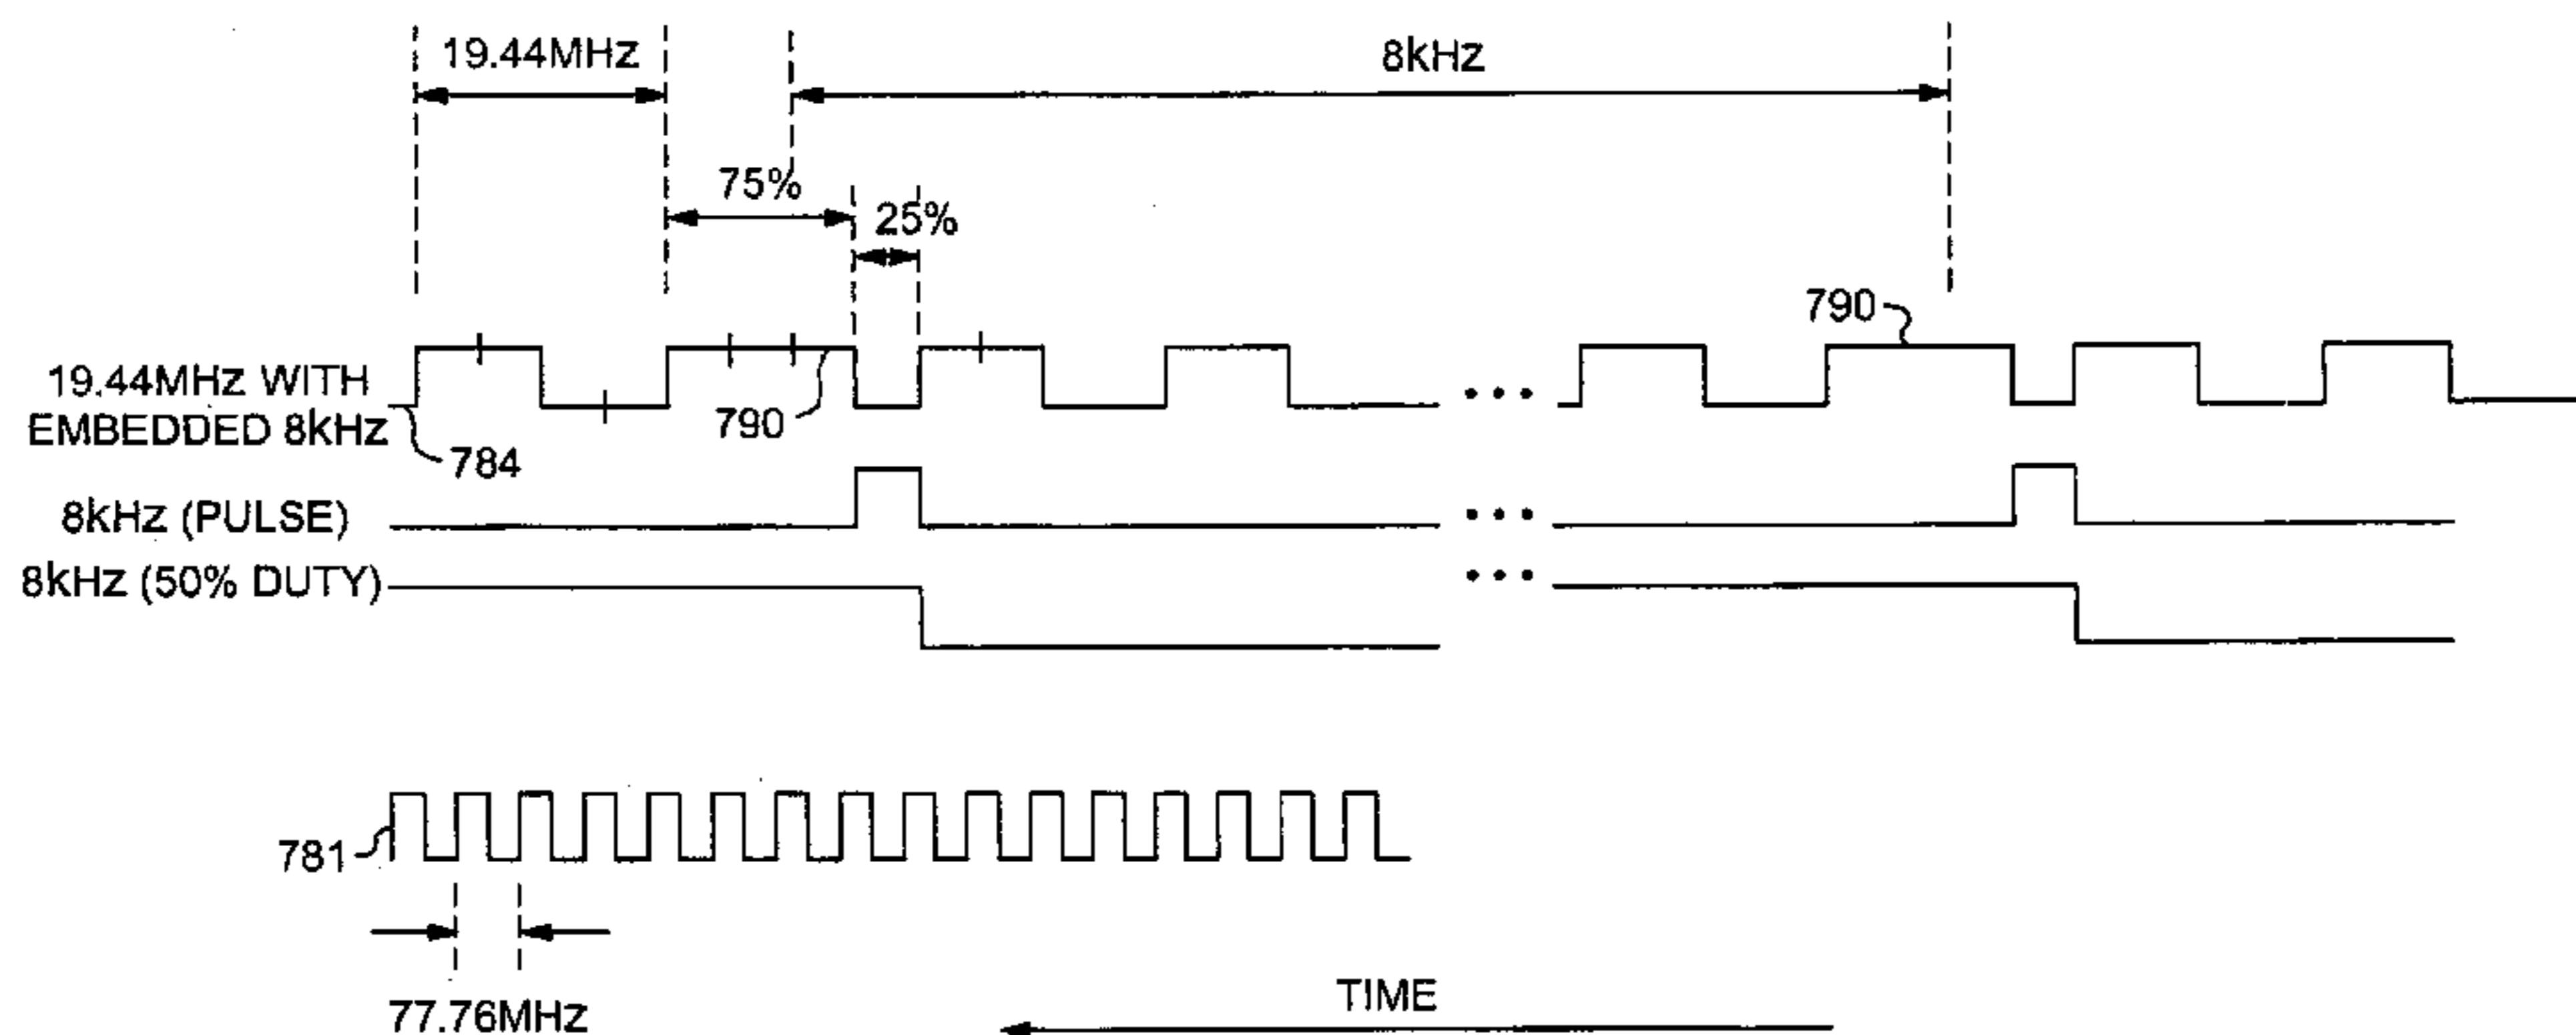 19.44MHz
8kHz
75%
25%
790
19.44MHz WITH
EMBEDDED 8kHz
790
784
8kHz (PULSE)
8kHz (50% DUTY)
781
77.76MHz
TIME